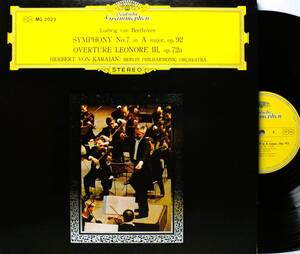 Deutsche
Grammophon
MG 2023
Ludwig van Beethoven
SYMPHONY No.7 in A major, op. 92
OVERTURE LEONORE III, op.72a
HERBERT VON KARAJAN: BERLIN PHILHARMONIC ORCHESTRA
STEREO